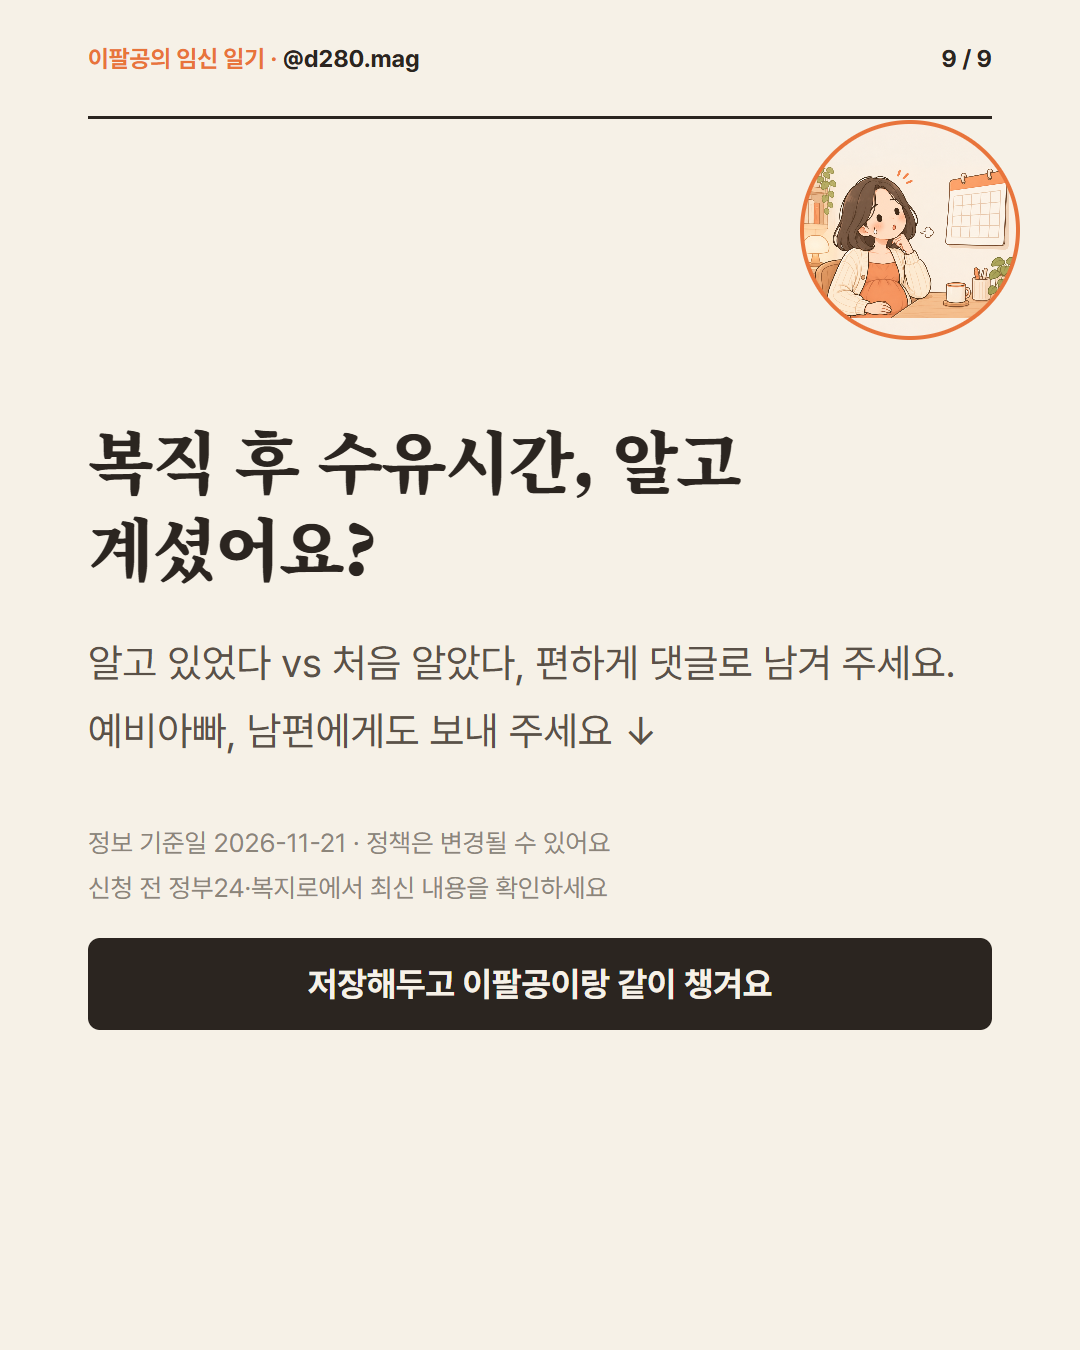 이팔공의 임신 일기 · @d280.mag
9 / 9
복직 후 수유시간, 알고
계셨어요?
알고 있었다 vs 처음 알았다, 편하게 댓글로 남겨 주세요.
예비아빠, 남편에게도 보내 주세요 ↓
정보 기준일 2026-11-21 · 정책은 변경될 수 있어요
신청 전 정부24·복지로에서 최신 내용을 확인하세요
저장해두고 이팔공이랑 같이 챙겨요